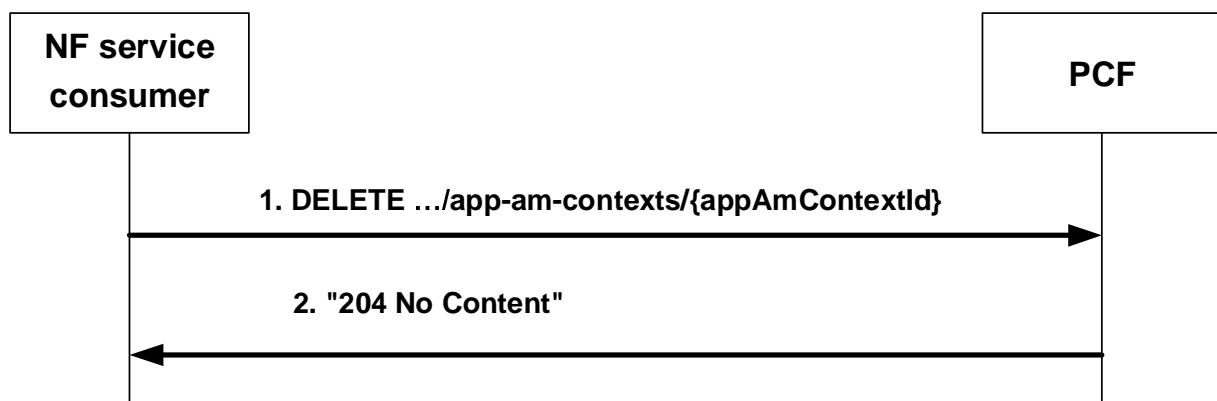 NF service
consumer
PCF
1. DELETE …/app-am-contexts/{appAmContextId}
2. "204 No Content"